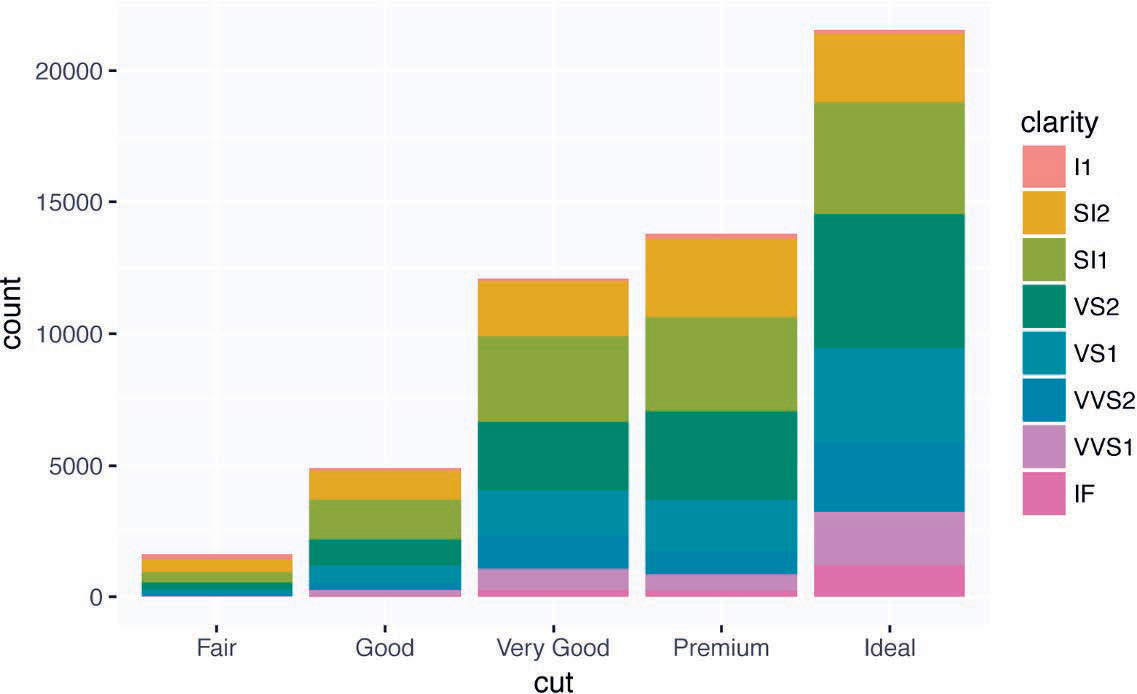 20000
15000
10000
5000
0
count
Fair
Good
Very Good
Premium
Ideal
cut
clarity
I1
SI2
SI1
VS2
VS1
VVS2
VVS1
IF